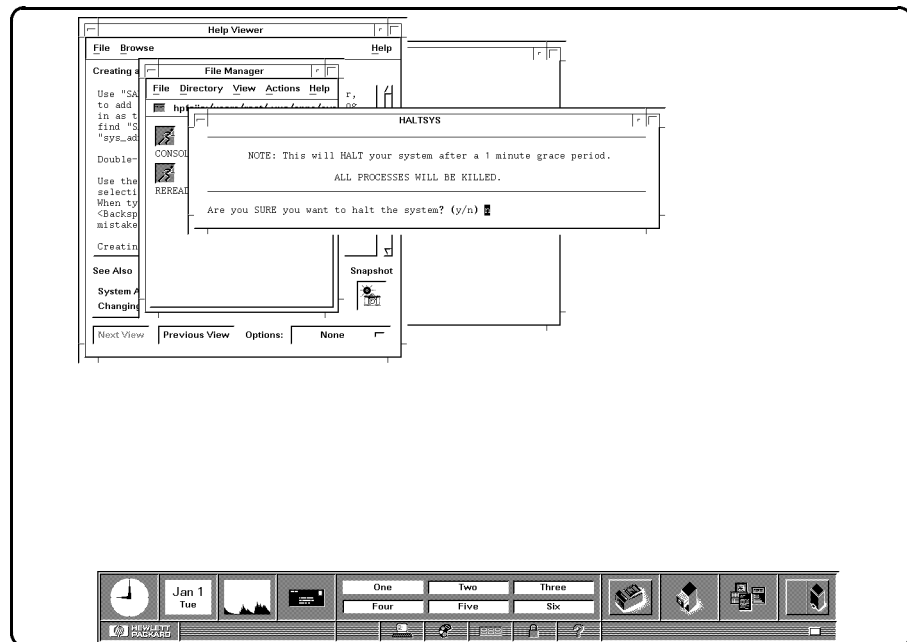 Help Viewer
File Browse Help
Creating a
Use "SA
to add
in as t
find "S
"sys_ad
Double-
Use the
selecti
When ty
<Backsp
mistake
Creatin
See Also
System A
Changing
Snapshot
Next View Previous View Options: None
File Manager
File Directory View Actions Help
CONSOL
REREAD
HALTSYS
NOTE: This will HALT your system after a 1 minute grace period.
ALL PROCESSES WILL BE KILLED.
Are you SURE you want to halt the system? (y/n) n
Jan 1
Tue
One Two Three
Four Five Six
hp HEWLETT
PACKARD